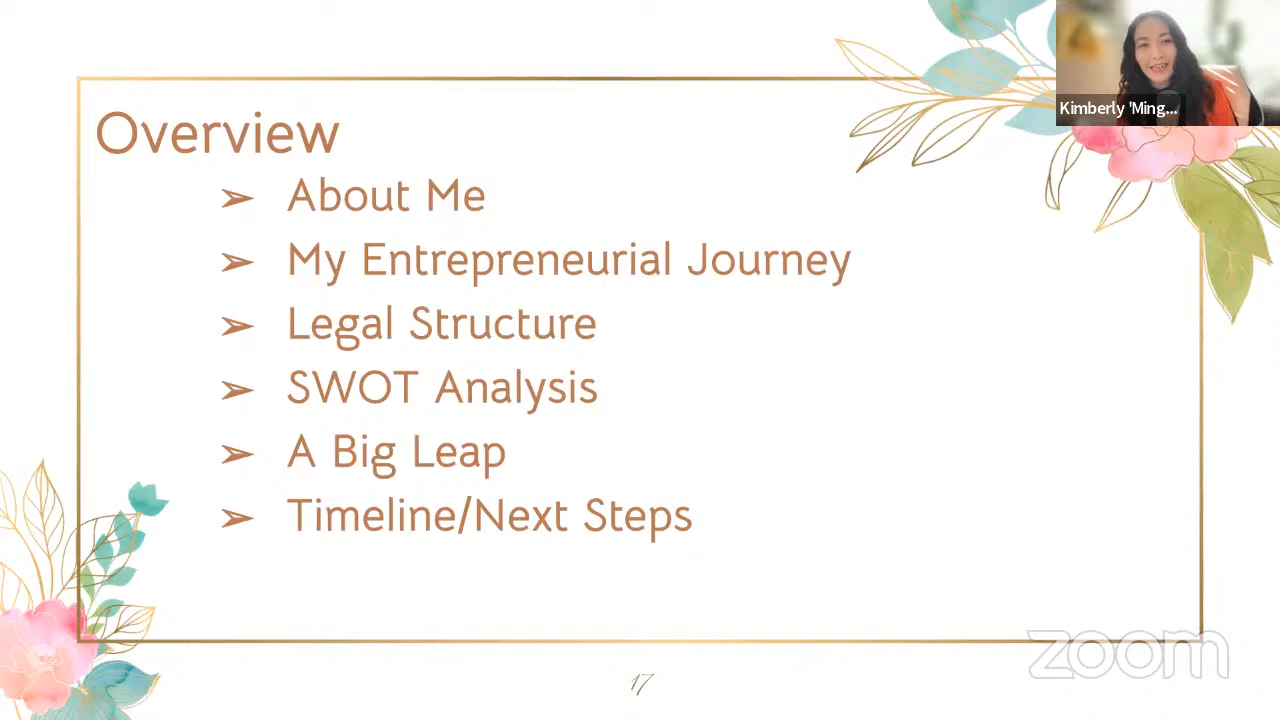 Kimberly 'Ming...
Overview
➢ About Me
➢ My Entrepreneurial Journey
➢ Legal Structure
➢ SWOT Analysis
➢ A Big Leap
➢ Timeline/Next Steps
zoom
17